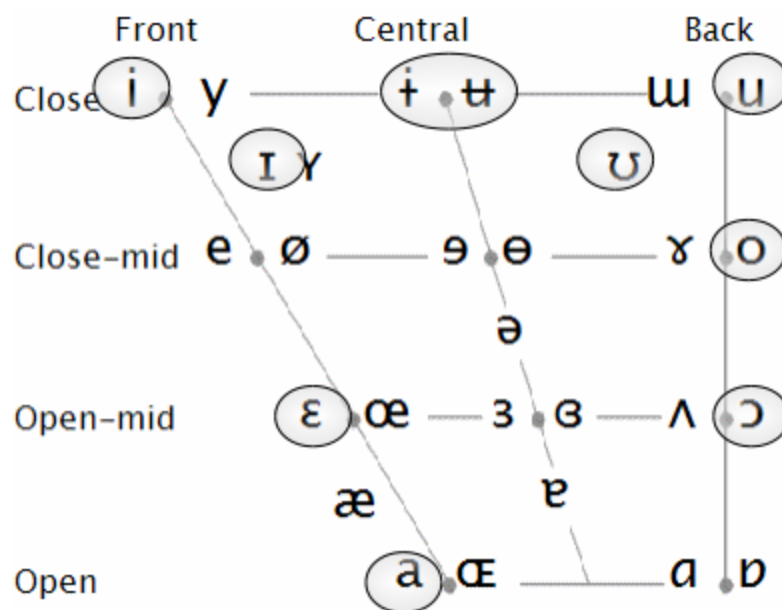 Front Central Back
Close i y ɨ ʉ ɯ u
ɪ ʏ ʊ
Close-mid e ø ɘ ɵ ɤ o
ə
Open-mid ɛ œ ɜ ɞ ʌ ɔ
æ ɐ
Open a ɶ ɑ ɒ